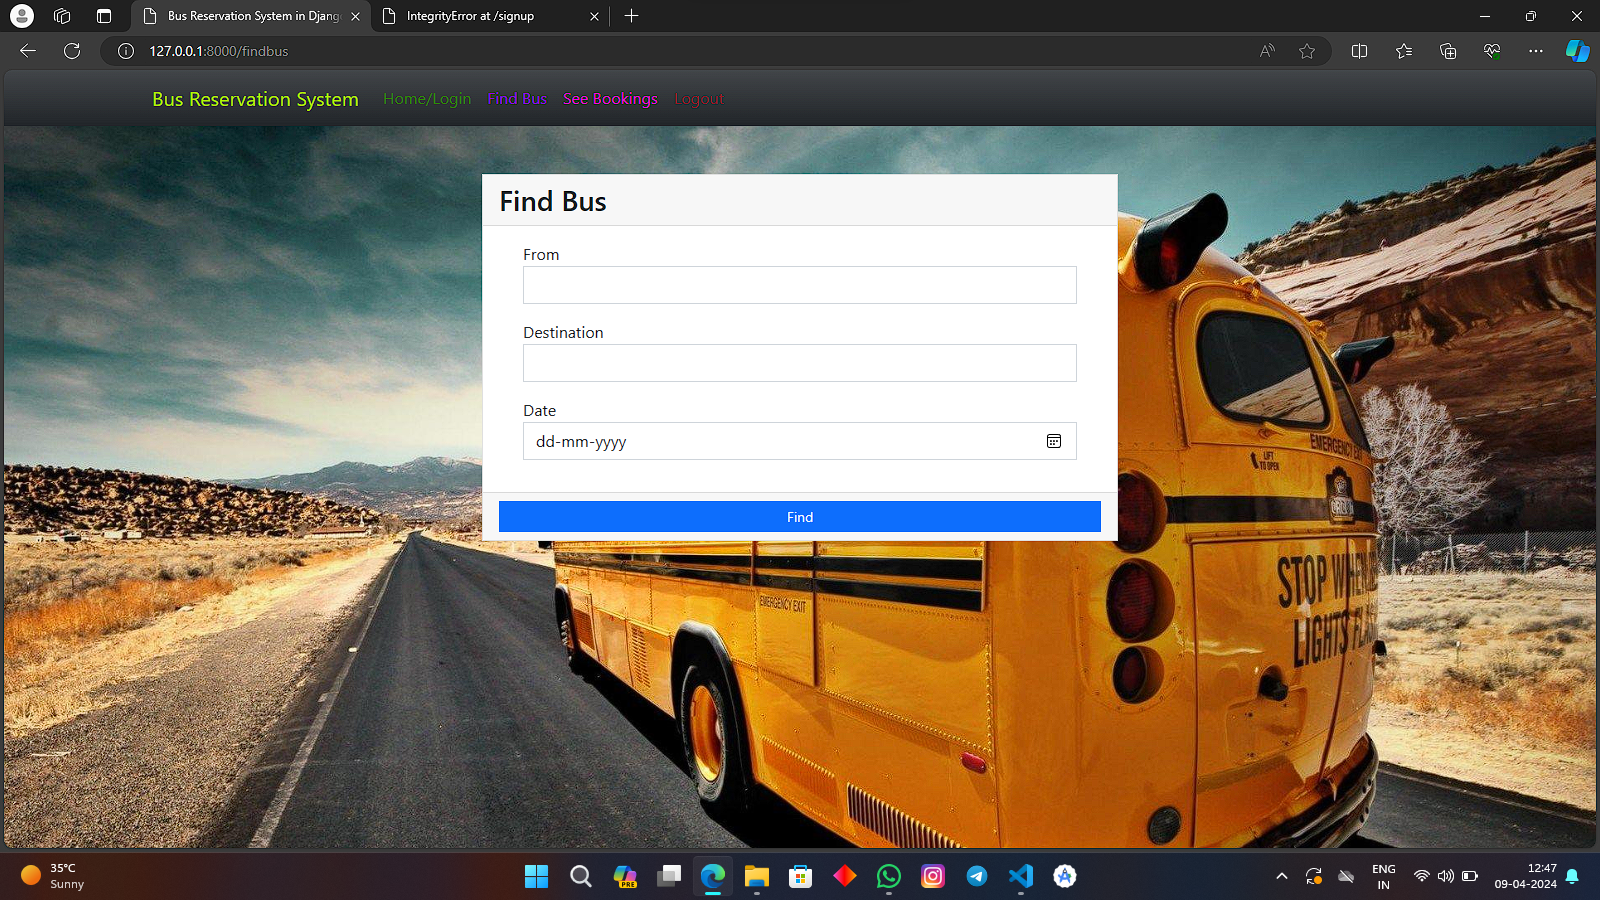 Bus Reservation System in Djang
IntegrityError at /signup
127.0.0.1:8000/findbus
Bus Reservation System
Home/Login
Find Bus
See Bookings
Logout
Find Bus
From
Destination
Date
dd-mm-yyyy
Find
EMERGENCY EXIT
LIFT
TO OPEN
EMERGENCY EXIT
STOP WHEN
LIGHTS FLA
35°C
Sunny
PRE
ENG
IN
12:47
09-04-2024